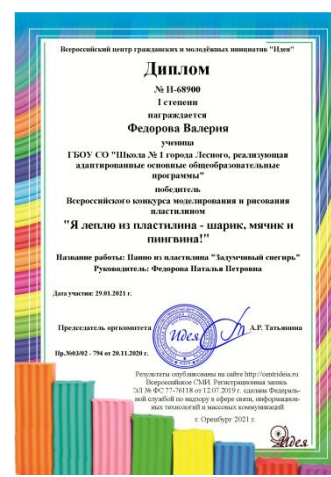 Всероссийский центр гражданских и молодёжных инициатив "Идея"
Диплом
№ П-68900
I степени
награждается
Федорова Валерия
ученица
ГБОУ СО "Школа № 1 города Лесного, реализующая
адаптированные основные общеобразовательные
программы"
победитель
Всероссийского конкурса моделирования и рисования
пластилином
"Я леплю из пластилина - шарик, мячик и
пингвина!"
Название работы: Панно из пластилина "Задумчивый снегирь"
Руководитель: Федорова Наталья Петровна
Дата участия: 29.01.2021 г.
Председатель оргкомитета
Идея
А.Р. Татьянина
Пр.№03/02 - 794 от 20.11.2020 г.
Результаты опубликованы на сайте http://centrideia.ru
Всероссийское СМИ. Регистрационная запись
ЭЛ № ФС 77-76118 от 12.07.2019 г. сделана Федераль-
ной службой по надзору в сфере связи, информацион-
ных технологий и массовых коммуникаций
г. Оренбург 2021 г.
Идея